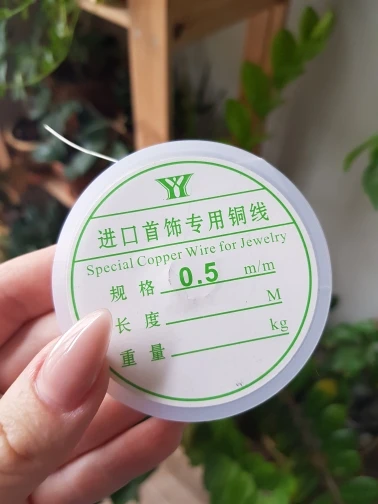 进口首饰专用铜线
Special Copper Wire for Jewelry
规格 0.5 m/m
长度 M
重量 kg